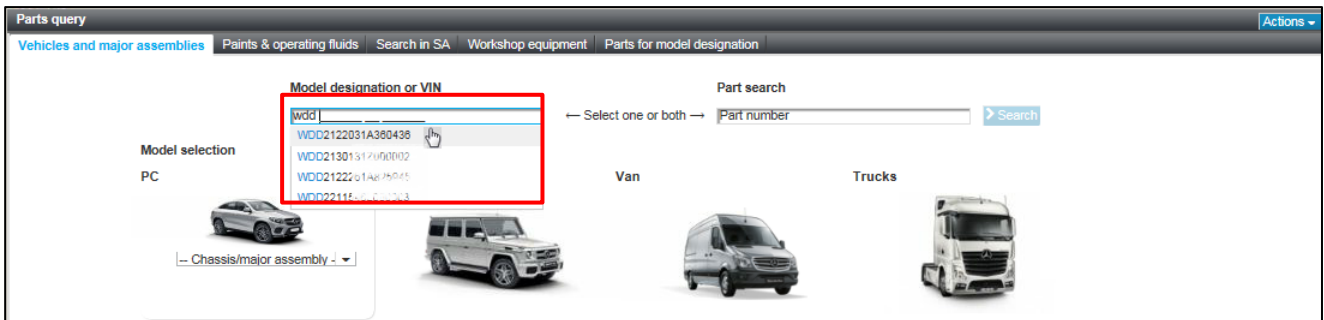 Parts query
Actions
Vehicles and major assemblies Paints & operating fluids Search in SA Workshop equipment Parts for model designation
Model designation or VIN Part search
wdd ← Select one or both → Part number Search
WDD2122031A360436
Model selection
PC Van Trucks
-- Chassis/major assembly -